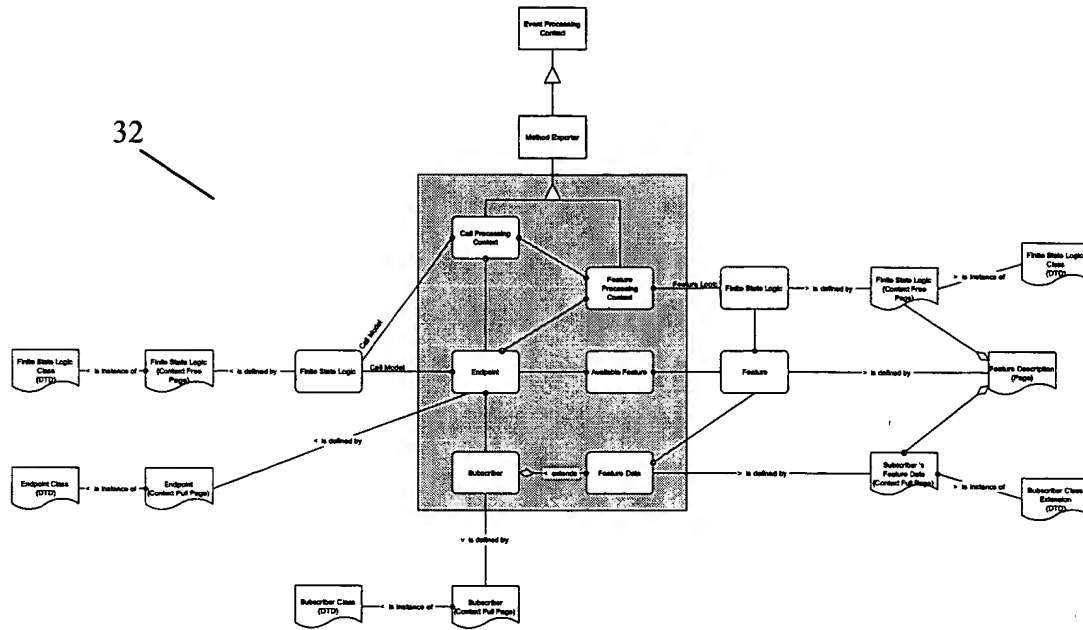 Event Processing
Context
32
Method Exporter
Call Processing
Context
Feature
Processing
Context
Feature Logic
Finite State Logic
> is defined by
Finite State Logic
(Context Free
Page)
> is instance of
Finite State Logic
Class
(DTD)
Call Model
Finite State Logic
Class
(DTD)
< is instance of
Finite State Logic
(Context Free
Page)
< is defined by
Finite State Logic
Call Model
Endpoint
Available Feature
Feature
> is defined by
Feature Description
(Page)
< is defined by
Endpoint Class
(DTD)
< is instance of
Endpoint
(Context Full Page)
Subscriber
< extends
Feature Data
> is defined by
Subscriber 's
Feature Data
(Context Full Page)
> is instance of
Subscriber Class
Extension
(DTD)
v is defined by
Subscriber Class
(DTD)
< is instance of
Subscriber
(Context Full Page)